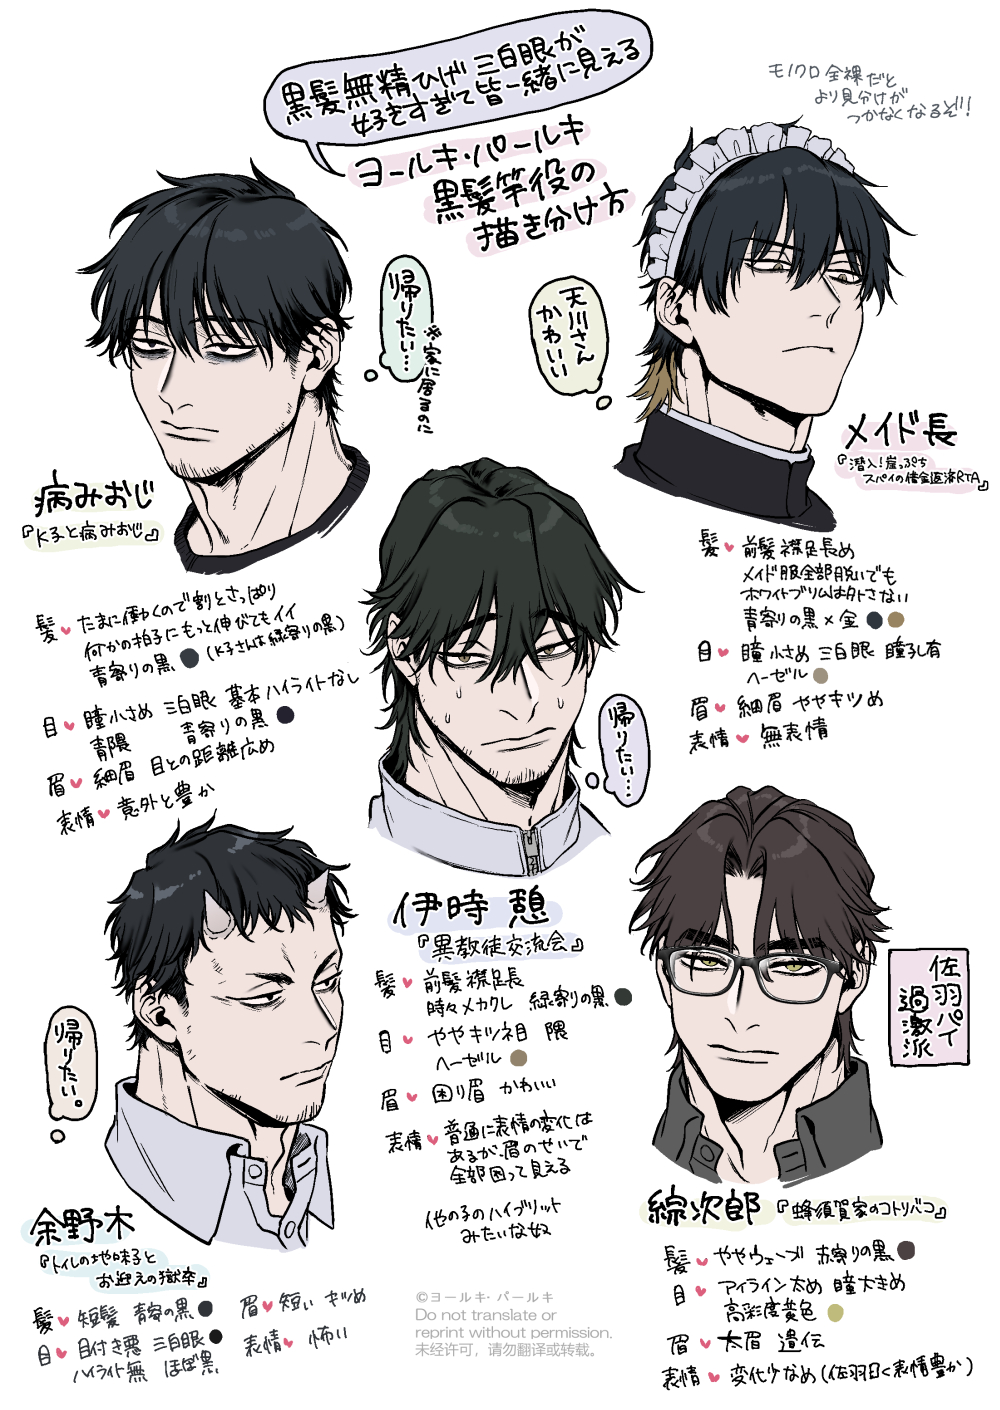 黒髪無精ひげ三白眼が
好きすぎて皆一緒に見える
ヨールキ・パールキ
黒髪竿役の
描き分け方
モノクロ全裸だと
より見分けが
つかなくなるぞ!!
帰りたい…
※家に居るのに
天川さん
かわいい
病みおじ
『K子と病みおじ』
髪♥たまに働くので割とさっぱり
何かの拍子にもっと伸びてもイイ
青寄りの黒 (K子さんは緑寄りの黒)
目♥瞳小さめ 三白眼 基本ハイライトなし
青隈 青寄りの黒
眉♥細眉 目との距離広め
表情♥意外と豊か
メイド長
『潜入!崖っぷち
スパイの借金返済RTA』
髪♥前髪襟足長め
メイド服全部脱いでも
ホワイトブリムは外さない
青寄りの黒×金
目♥瞳小さめ 三白眼 瞳孔有
ヘーゼル
眉♥細眉 ややキツめ
表情♥無表情
帰りたい…
伊時 憩
『異教徒交流会』
髪♥前髪襟足長
時々メカクレ 緑寄りの黒
目♥ややキツネ目 隈
ヘーゼル
眉♥困り眉 かわいい
表情♥普通に表情の変化は
あるが、眉のせいで
全部困って見える
他の子のハイブリット
みたいな奴
帰りたい。
余野木
『トイレの地味子と
お迎えの獄卒』
髪♥短髪 青寄の黒
目♥目付き悪 三白眼
ハイライト無 ほぼ黒
眉♥短い キツめ
表情♥怖い
佐羽パイ
過激派
綜次郎 『蜂須賀家のコトリバコ』
髪♥ややウェーブ 赤寄りの黒
目♥アイライン太め 瞳大きめ
高彩度黄色
眉♥太眉 遺伝
表情♥変化少なめ(佐羽目く表情豊か)
©ヨールキ・パールキ
Do not translate or
reprint without permission.
未经许可，请勿翻译或转载。